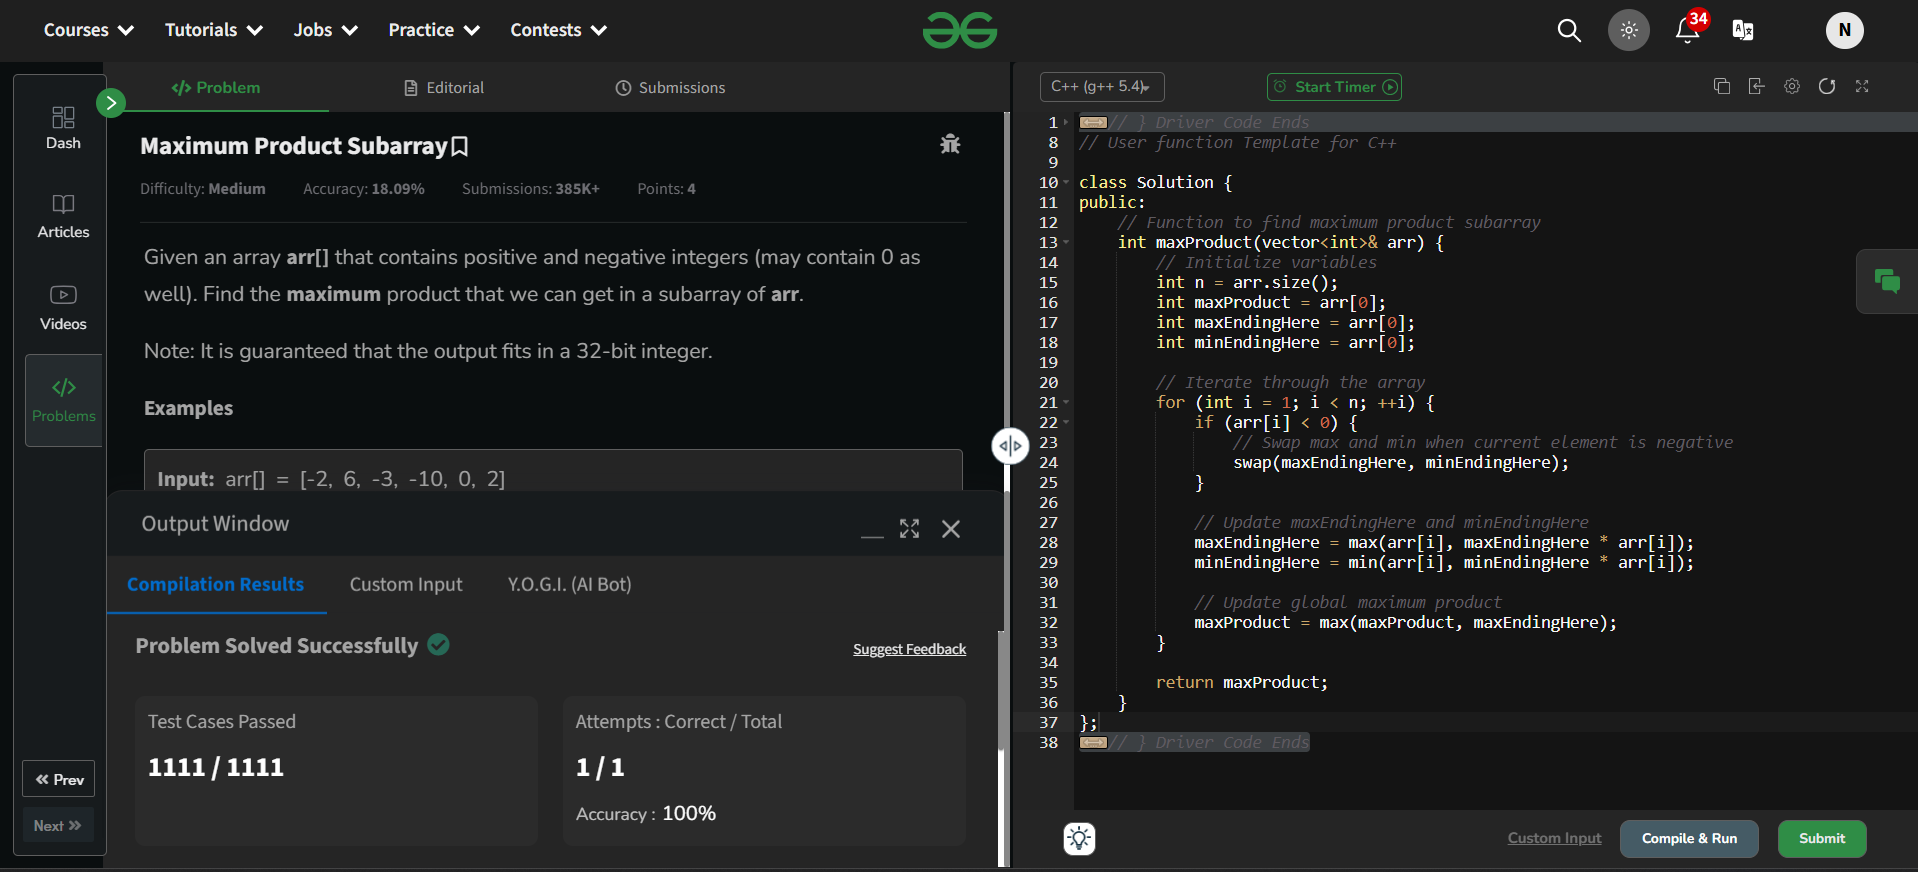 Courses Tutorials Jobs Practice Contests
34
N
Dash
Articles
Videos
Problems
Prev
Next
Problem Editorial Submissions
Maximum Product Subarray
Difficulty: Medium Accuracy: 18.09% Submissions: 385K+ Points: 4
Given an array arr[] that contains positive and negative integers (may contain 0 as
well). Find the maximum product that we can get in a subarray of arr.
Note: It is guaranteed that the output fits in a 32-bit integer.
Examples
Input: arr[] = [-2, 6, -3, -10, 0, 2]
Output Window
Compilation Results Custom Input Y.O.G.I. (AI Bot)
Problem Solved Successfully
Suggest Feedback
Test Cases Passed
1111 / 1111
Attempts : Correct / Total
1 / 1
Accuracy : 100%
C++ (g++ 5.4)
Start Timer
1 // } Driver Code Ends
8 // User function Template for C++
9
10 class Solution {
11 public:
12 // Function to find maximum product subarray
13 int maxProduct(vector<int>& arr) {
14 // Initialize variables
15 int n = arr.size();
16 int maxProduct = arr[0];
17 int maxEndingHere = arr[0];
18 int minEndingHere = arr[0];
19
20 // Iterate through the array
21 for (int i = 1; i < n; ++i) {
22 if (arr[i] < 0) {
23 // Swap max and min when current element is negative
24 swap(maxEndingHere, minEndingHere);
25 }
26
27 // Update maxEndingHere and minEndingHere
28 maxEndingHere = max(arr[i], maxEndingHere * arr[i]);
29 minEndingHere = min(arr[i], minEndingHere * arr[i]);
30
31 // Update global maximum product
32 maxProduct = max(maxProduct, maxEndingHere);
33 }
34
35 return maxProduct;
36 }
37 };
38 // } Driver Code Ends
Custom Input Compile & Run Submit